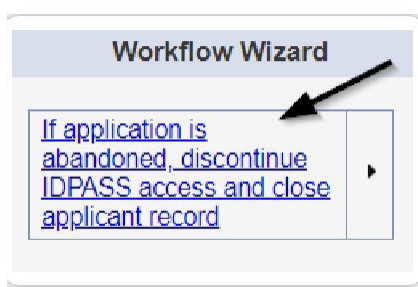 Workflow Wizard
If application is
abandoned, discontinue
IDPASS access and close
applicant record